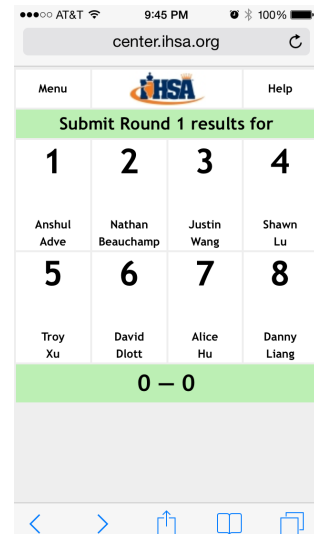 AT&T 9:45 PM 100%
center.ihsa.org
Menu IHSA Help
Submit Round 1 results for
1 2 3 4
Anshul Nathan Justin Shawn
Adve Beauchamp Wang Lu
5 6 7 8
Troy David Alice Danny
Xu Dlott Hu Liang
0 – 0